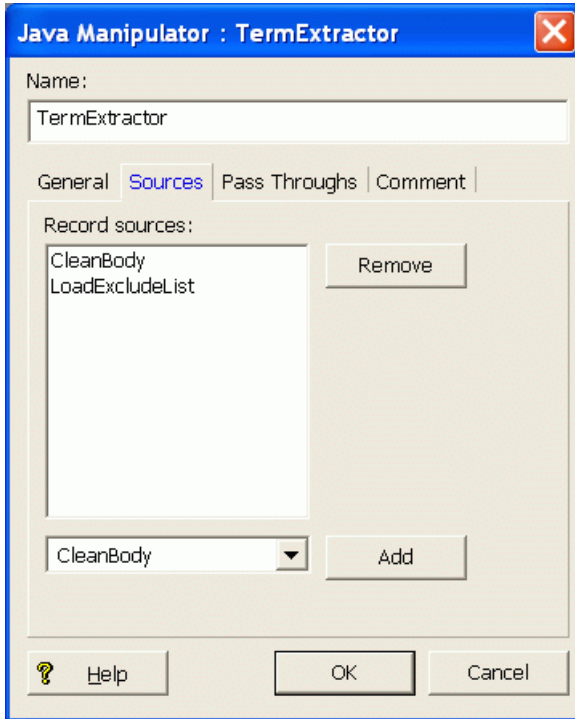 Java Manipulator : TermExtractor
Name:
TermExtractor
General Sources Pass Throughs Comment
Record sources:
CleanBody
LoadExcludeList
Remove
CleanBody
Add
? Help
OK
Cancel